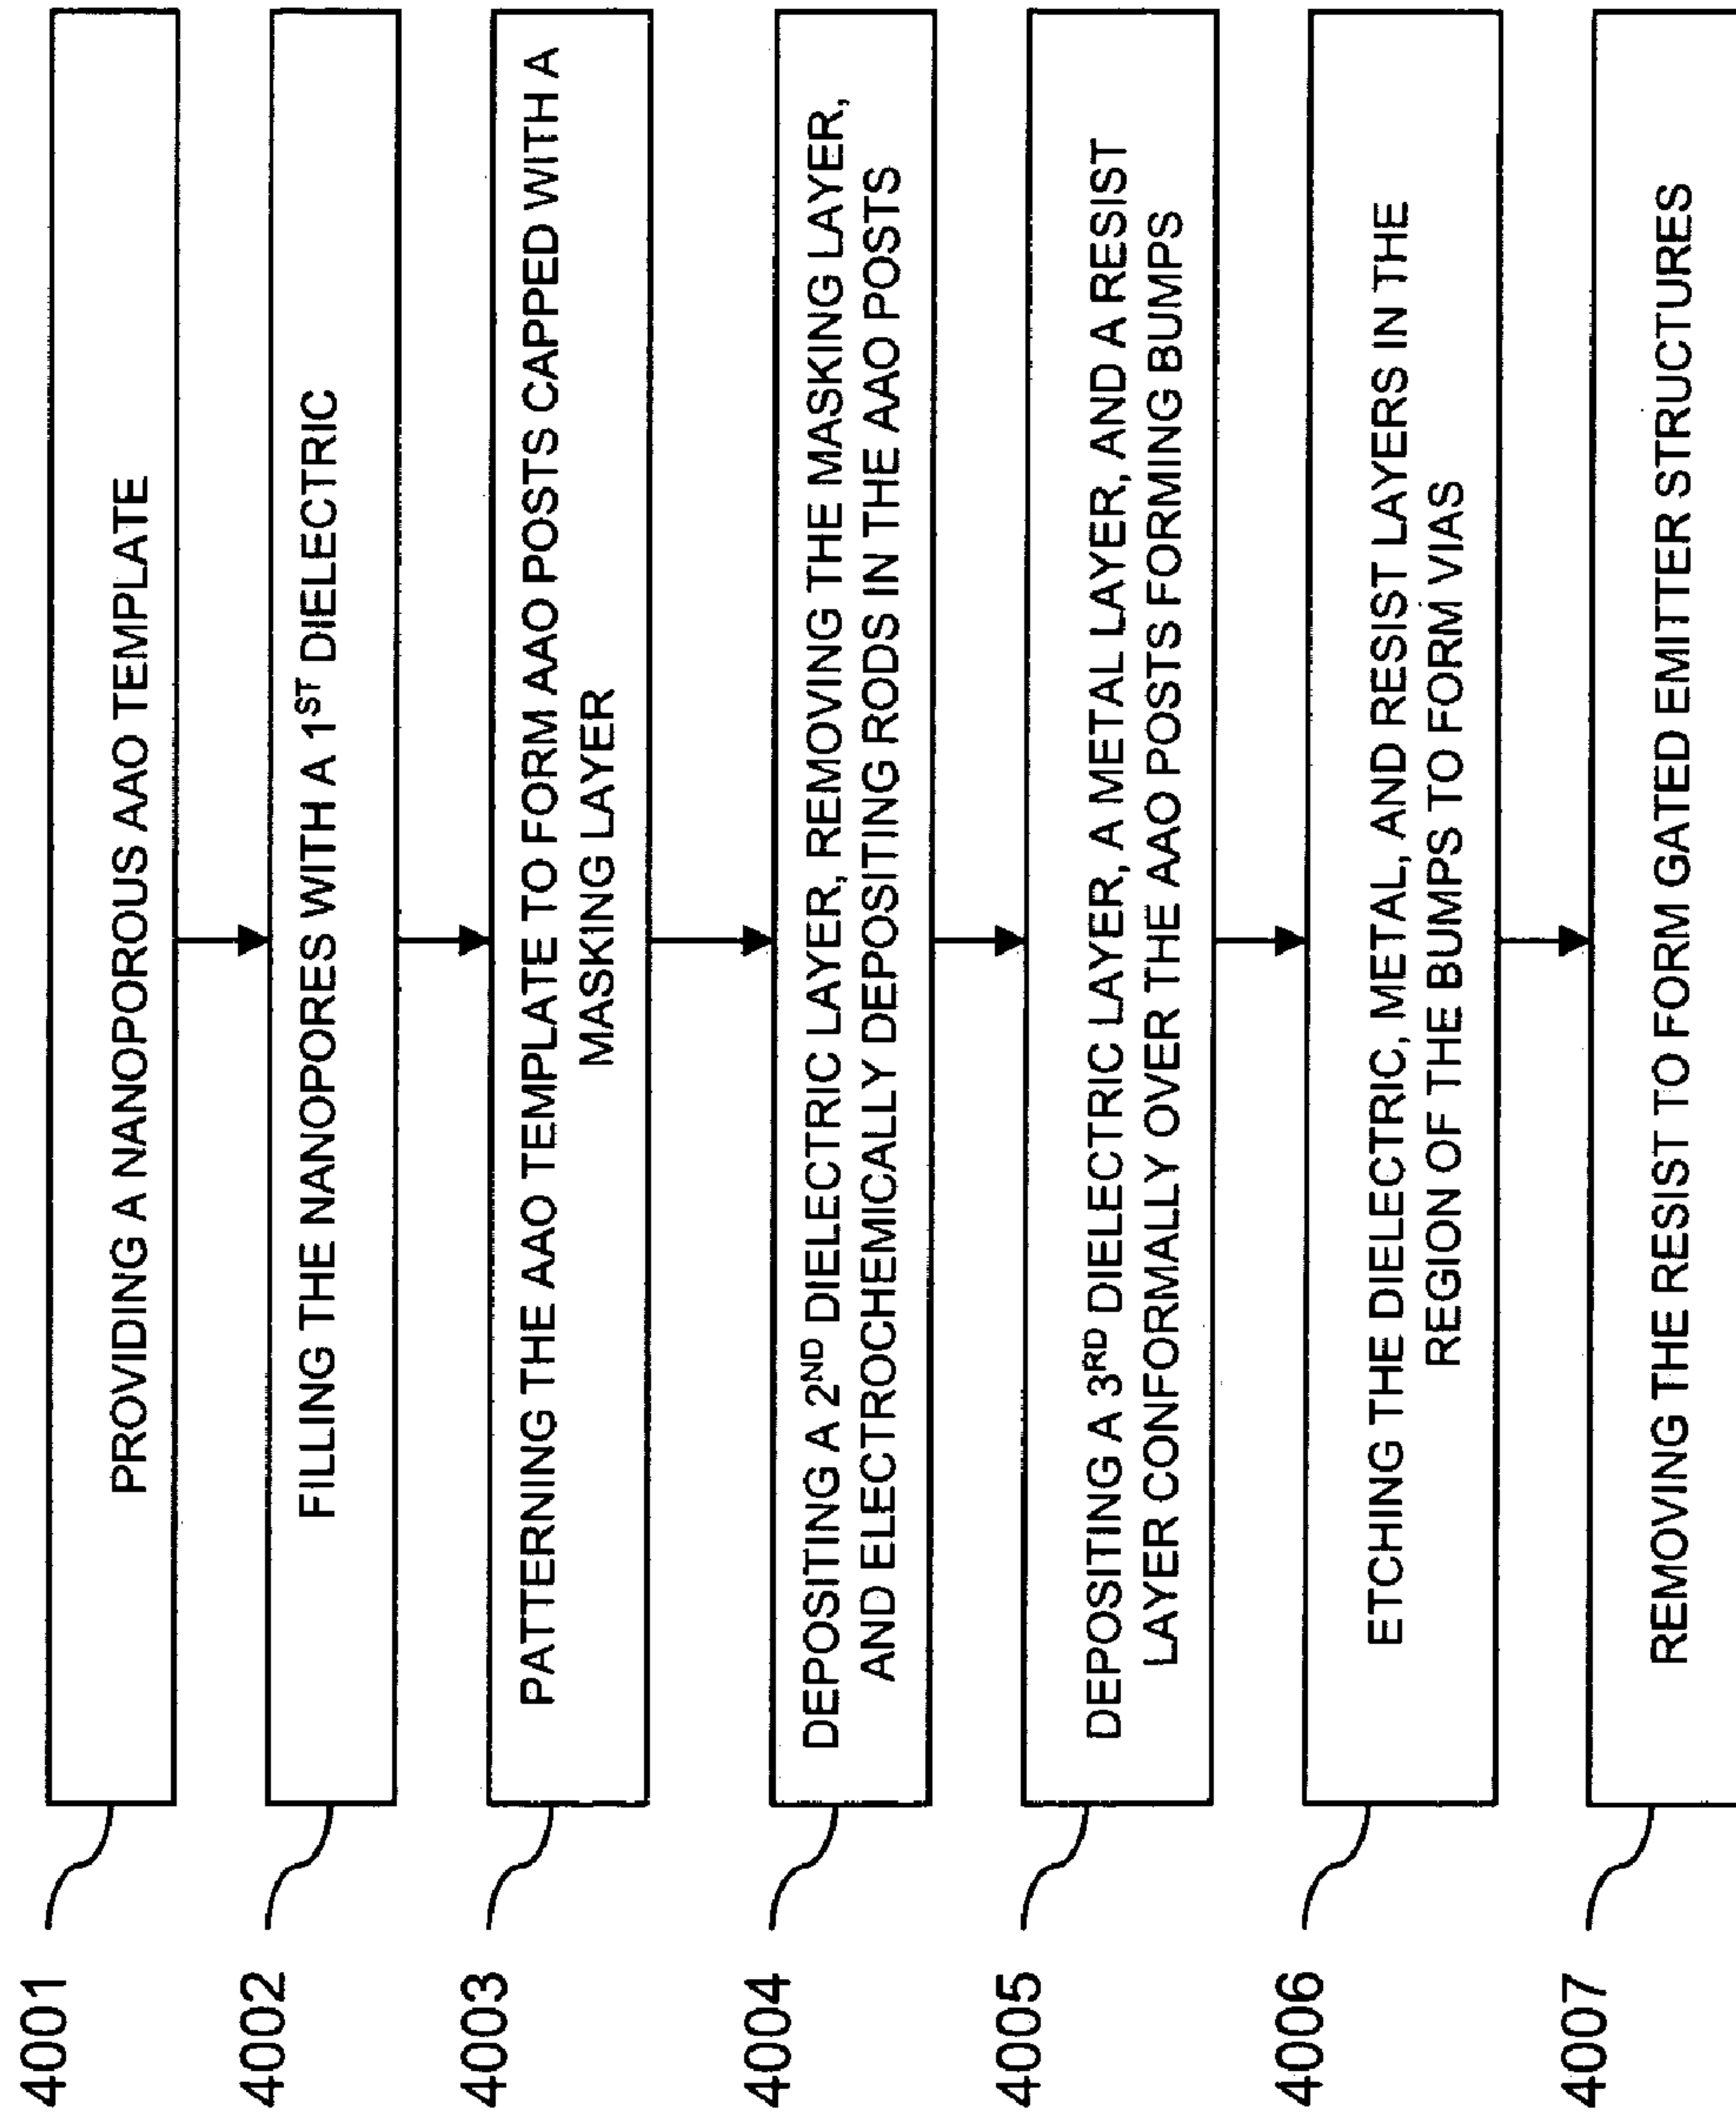 4001
PROVIDING A NANOPOROUS AAO TEMPLATE
4002
FILLING THE NANOPORES WITH A 1ST DIELECTRIC
4003
PATTERNING THE AAO TEMPLATE TO FORM AAO POSTS CAPPED WITH A
MASKING LAYER
4004
DEPOSITING A 2ND DIELECTRIC LAYER, REMOVING THE MASKING LAYER,
AND ELECTROCHEMICALLY DEPOSITING RODS IN THE AAO POSTS
4005
DEPOSITING A 3RD DIELECTRIC LAYER, A METAL LAYER, AND A RESIST
LAYER CONFORMALLY OVER THE AAO POSTS FORMING BUMPS
4006
ETCHING THE DIELECTRIC, METAL, AND RESIST LAYERS IN THE
REGION OF THE BUMPS TO FORM VIAS
4007
REMOVING THE RESIST TO FORM GATED EMITTER STRUCTURES